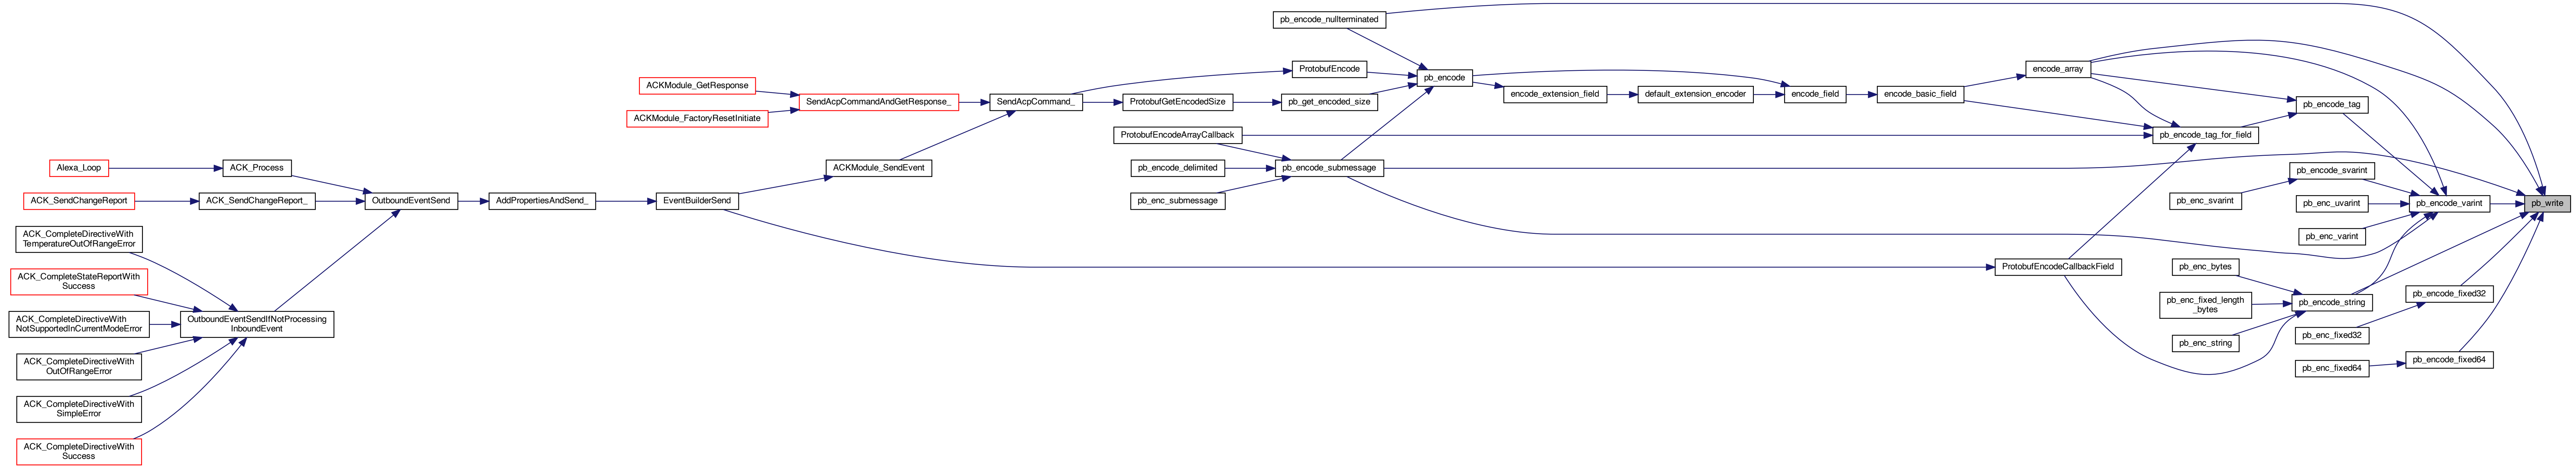 pb_encode_nullterminated
ProtobufEncode
encode_array
pb_encode
ACKModule_GetResponse
encode_extension_field
default_extension_encoder
encode_field
encode_basic_field
SendAcpCommandAndGetResponse_
SendAcpCommand_
ProtobufGetEncodedSize
pb_get_encoded_size
pb_encode_tag
ACKModule_FactoryResetInitiate
ProtobufEncodeArrayCallback
pb_encode_tag_for_field
Alexa_Loop
ACK_Process
ACKModule_SendEvent
pb_encode_delimited
pb_encode_submessage
pb_encode_svarint
ACK_SendChangeReport
ACK_SendChangeReport_
OutboundEventSend
AddPropertiesAndSend_
EventBuilderSend
pb_enc_submessage
pb_enc_svarint
pb_enc_uvarint
pb_encode_varint
pb_write
ACK_CompleteDirectiveWith
TemperatureOutOfRangeError
pb_enc_varint
ProtobufEncodeCallbackField
pb_enc_bytes
ACK_CompleteStateReportWith
Success
pb_enc_fixed_length
_bytes
pb_encode_string
pb_encode_fixed32
ACK_CompleteDirectiveWith
NotSupportedInCurrentModeError
OutboundEventSendIfNotProcessing
InboundEvent
pb_enc_string
pb_enc_fixed32
ACK_CompleteDirectiveWith
OutOfRangeError
pb_enc_fixed64
pb_encode_fixed64
ACK_CompleteDirectiveWith
SimpleError
ACK_CompleteDirectiveWith
Success